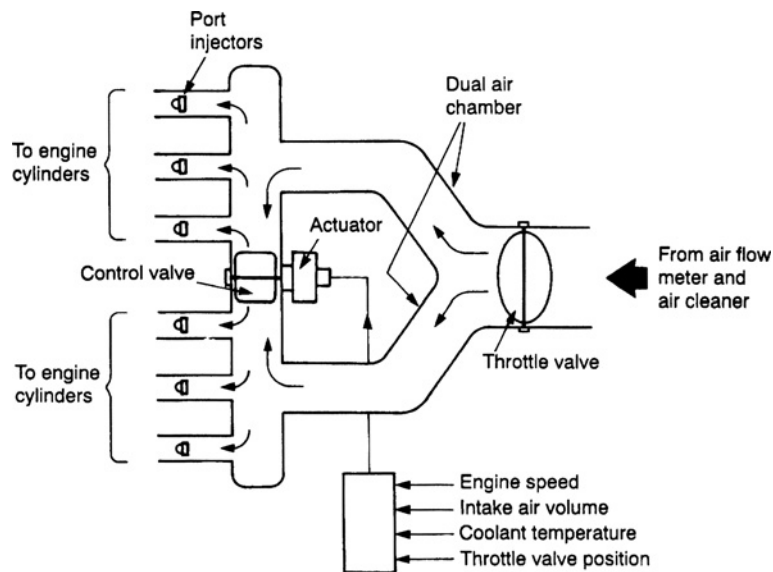 Port
injectors
Dual air
chamber
To engine
cylinders
Actuator
Control valve
From air flow
meter and
air cleaner
Throttle valve
To engine
cylinders
Engine speed
Intake air volume
Coolant temperature
Throttle valve position